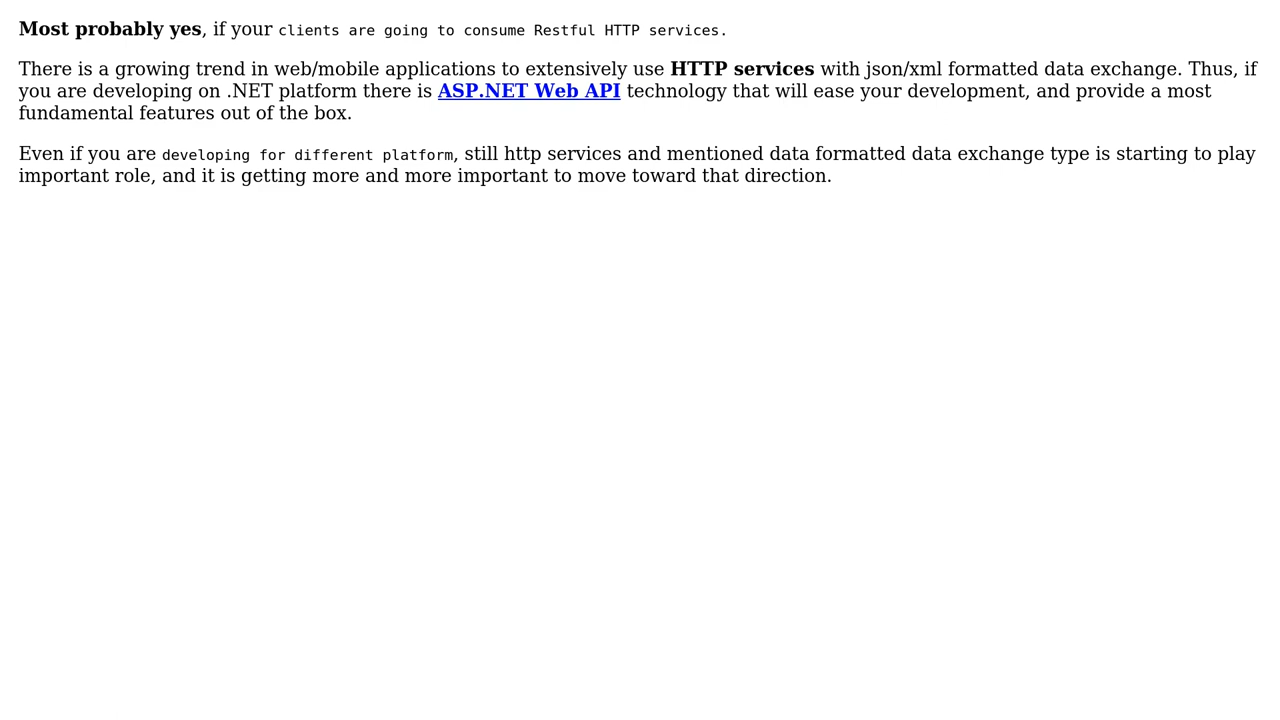 Most probably yes, if your clients are going to consume Restful HTTP services.
There is a growing trend in web/mobile applications to extensively use HTTP services with json/xml formatted data exchange. Thus, if
you are developing on .NET platform there is ASP.NET Web API technology that will ease your development, and provide a most
fundamental features out of the box.
Even if you are developing for different platform, still http services and mentioned data formatted data exchange type is starting to play
important role, and it is getting more and more important to move toward that direction.